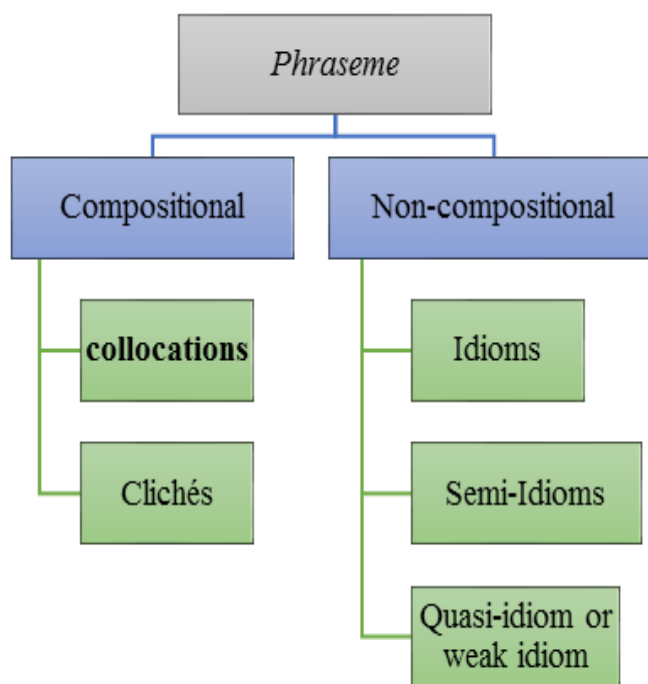 Phraseme
Compositional
Non-compositional
collocations
Idioms
Clichés
Semi-Idioms
Quasi-idiom or
weak idiom